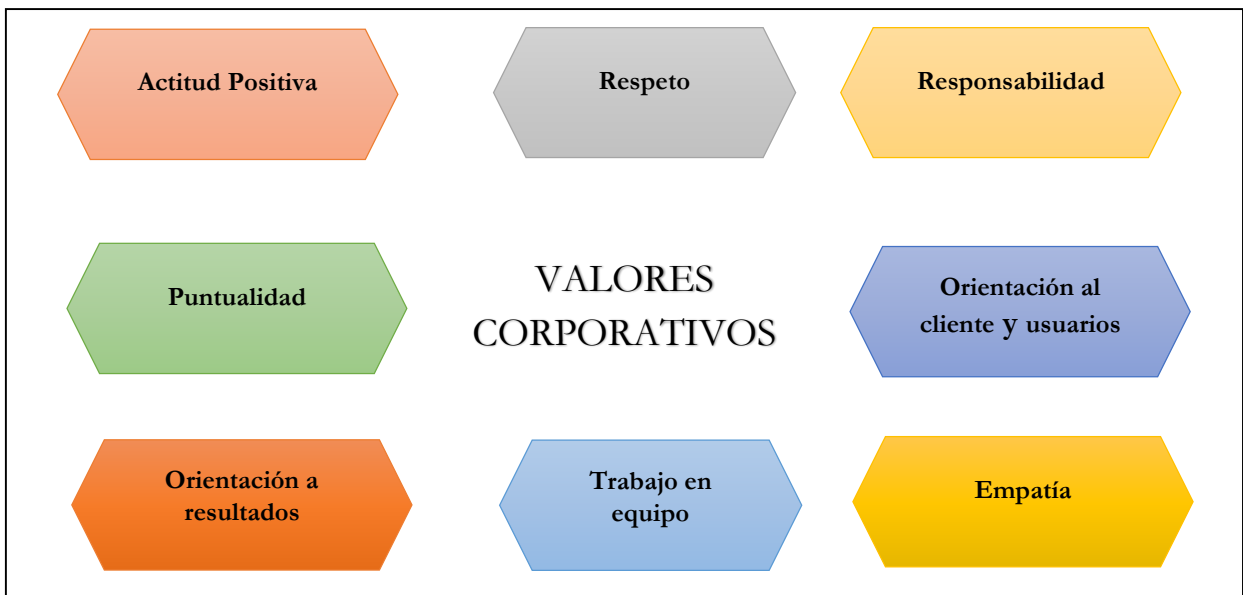 Actitud Positiva
Respeto
Responsabilidad
Puntualidad
VALORES
CORPORATIVOS
Orientación al
cliente y usuarios
Orientación a
resultados
Trabajo en
equipo
Empatía